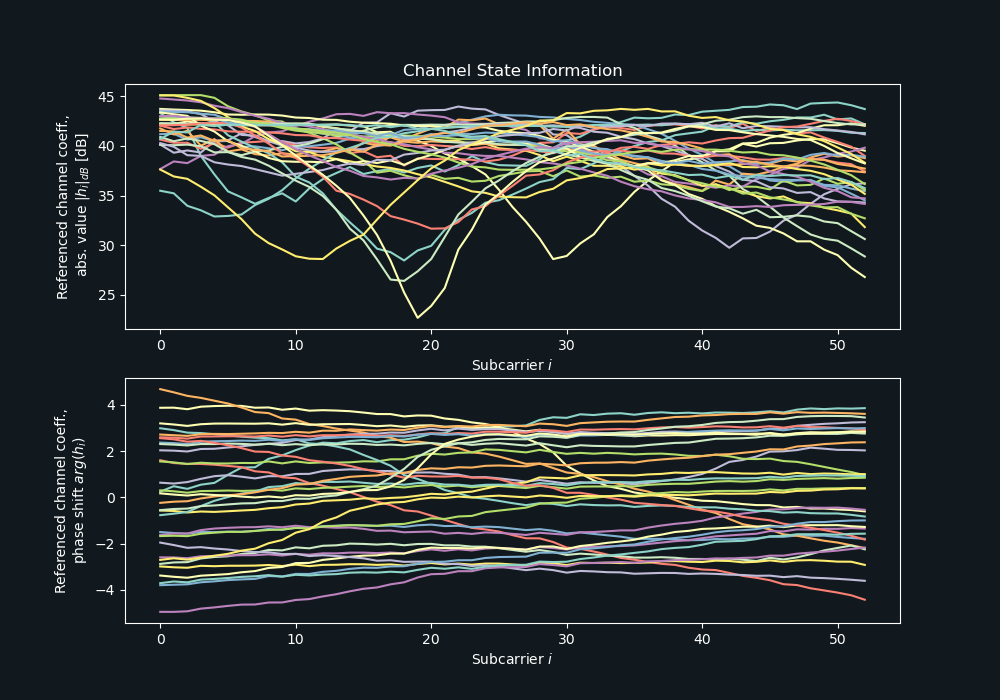 Channel State Information
Referenced channel coeff.,
abs. value |h_i|_dB [dB]
45
40
35
30
25
0 10 20 30 40 50
Subcarrier i
Referenced channel coeff.,
phase shift arg(h_i)
4
2
0
−2
−4
0 10 20 30 40 50
Subcarrier i